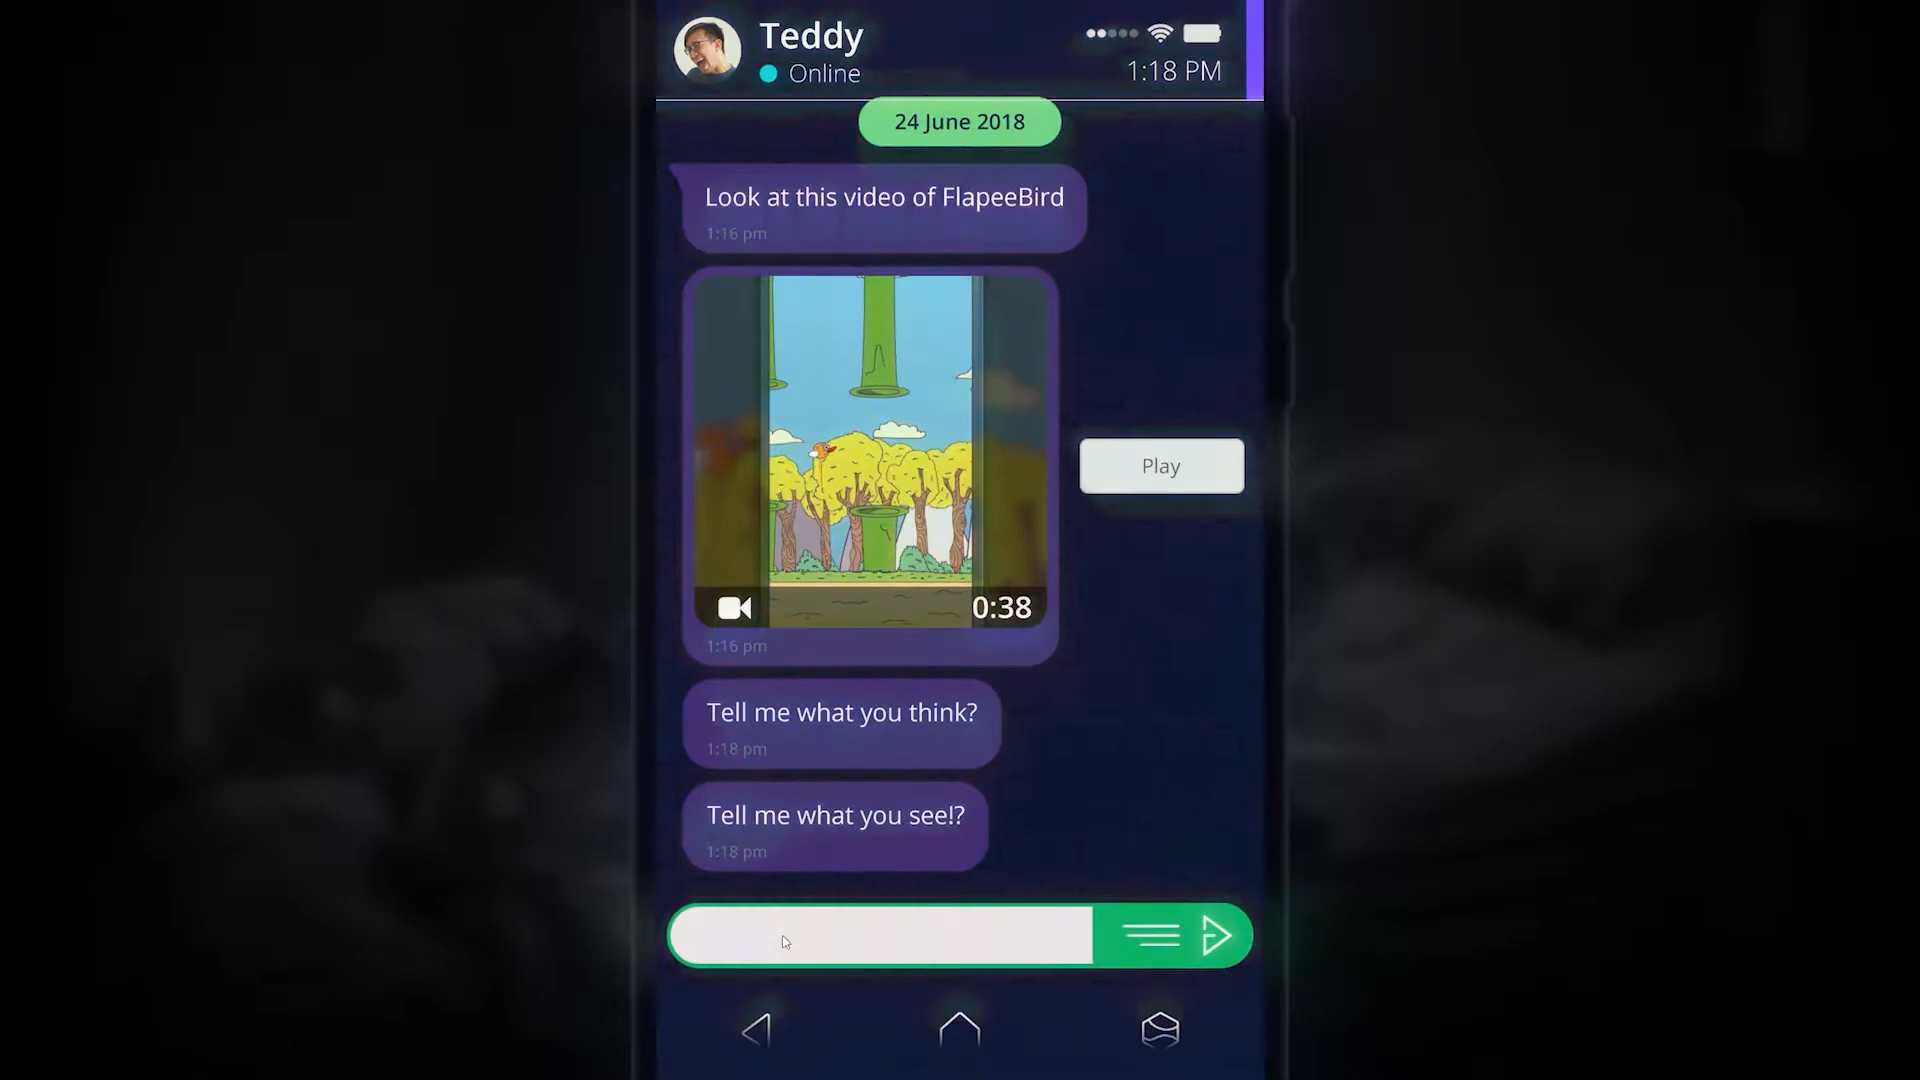 Teddy
Online
1:18 PM
24 June 2018
Look at this video of FlapeeBird
1:16 pm
Play
0:38
1:16 pm
Tell me what you think?
1:18 pm
Tell me what you see!?
1:18 pm